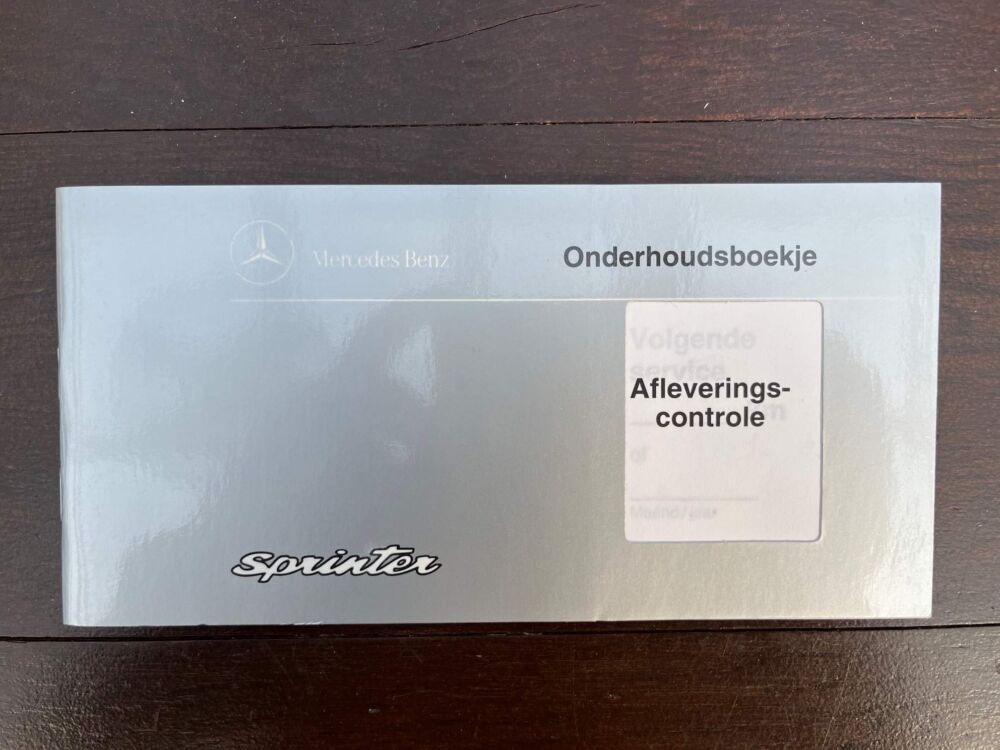 Mercedes Benz
Onderhoudsboekje
Volgende
service
Afleverings-
controle
m
of
Maand / jaar
sprinter